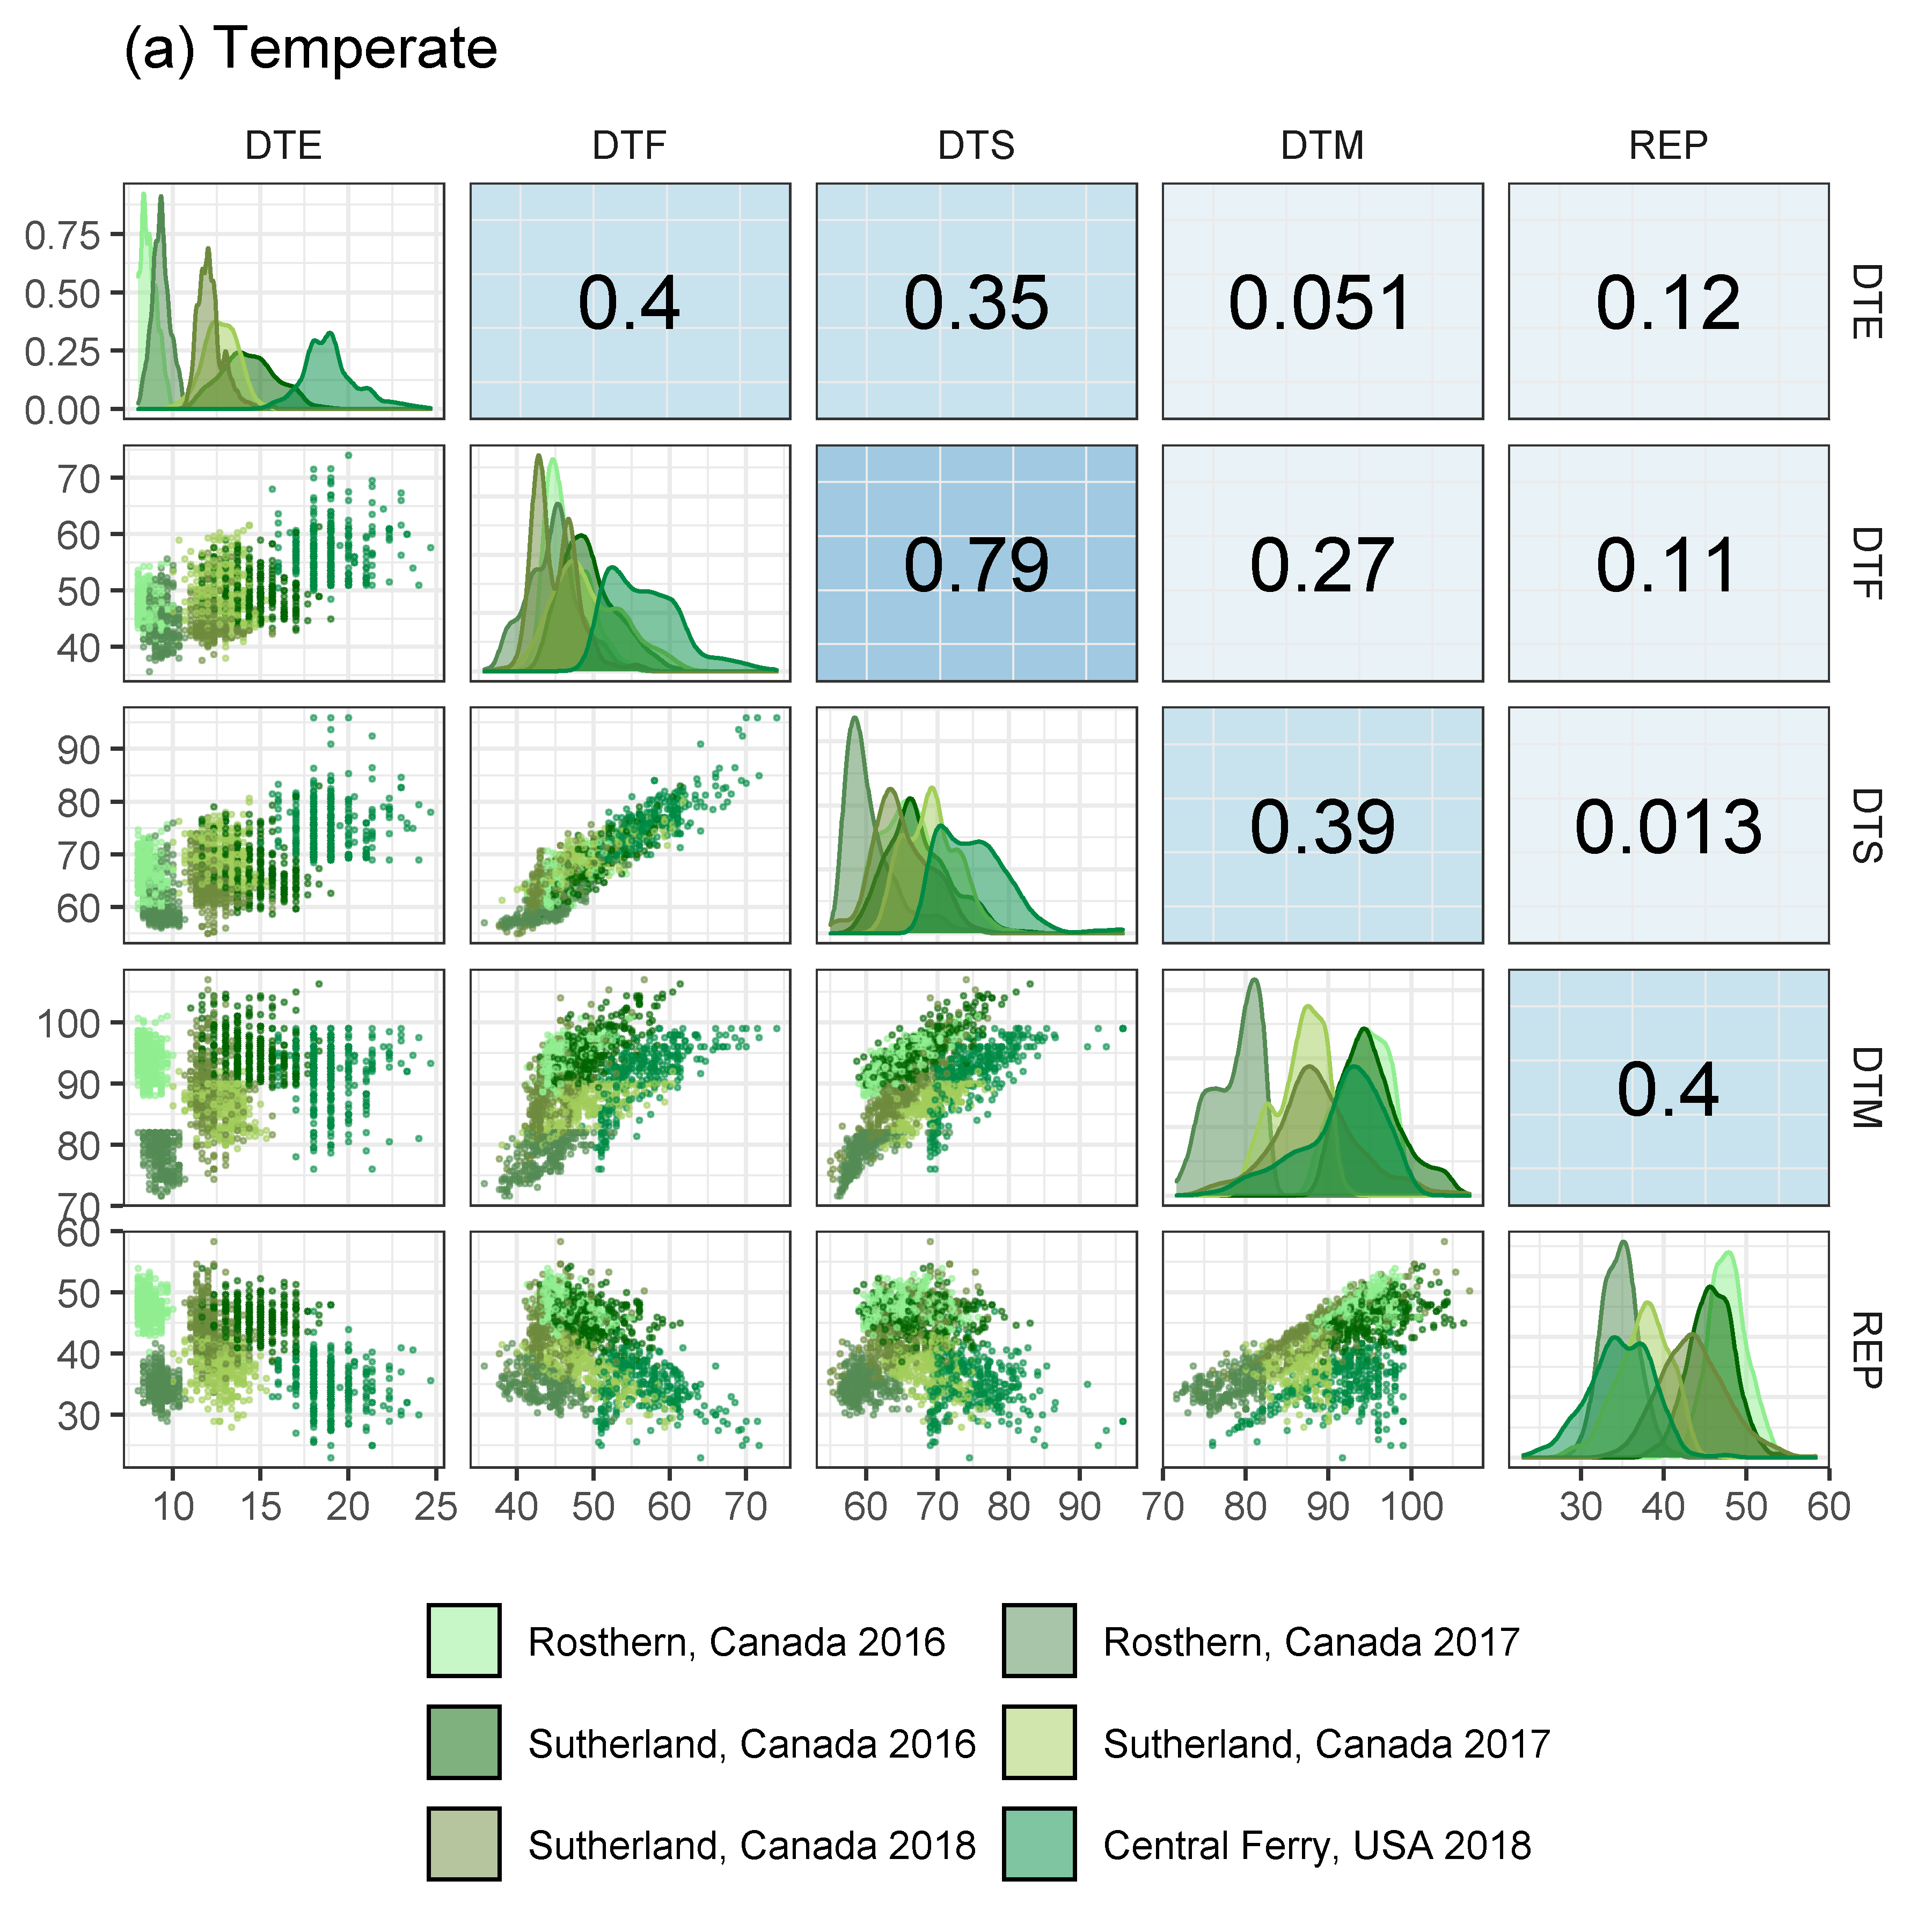 (a) Temperate
DTE DTF DTS DTM REP
0.75
0.50
0.25
0.00
0.4 0.35 0.051 0.12
DTE
70
60
50
40
0.79 0.27 0.11
DTF
90
80
70
60
0.39 0.013
DTS
100
90
80
70
0.4
DTM
60
50
40
30
REP
10 15 20 25 40 50 60 70 60 70 80 90 70 80 90 100 30 40 50 60
Rosthern, Canada 2016 Rosthern, Canada 2017
Sutherland, Canada 2016 Sutherland, Canada 2017
Sutherland, Canada 2018 Central Ferry, USA 2018